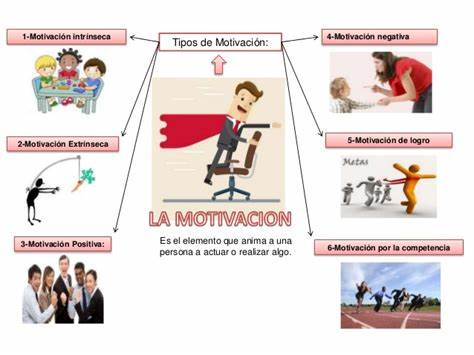 1-Motivación intrínseca
Tipos de Motivación:
4-Motivación negativa
2-Motivación Extrínseca
5-Motivación de logro
Metas
LA MOTIVACION
3-Motivación Positiva:
Es el elemento que anima a una
persona a actuar o realizar algo.
6-Motivación por la competencia